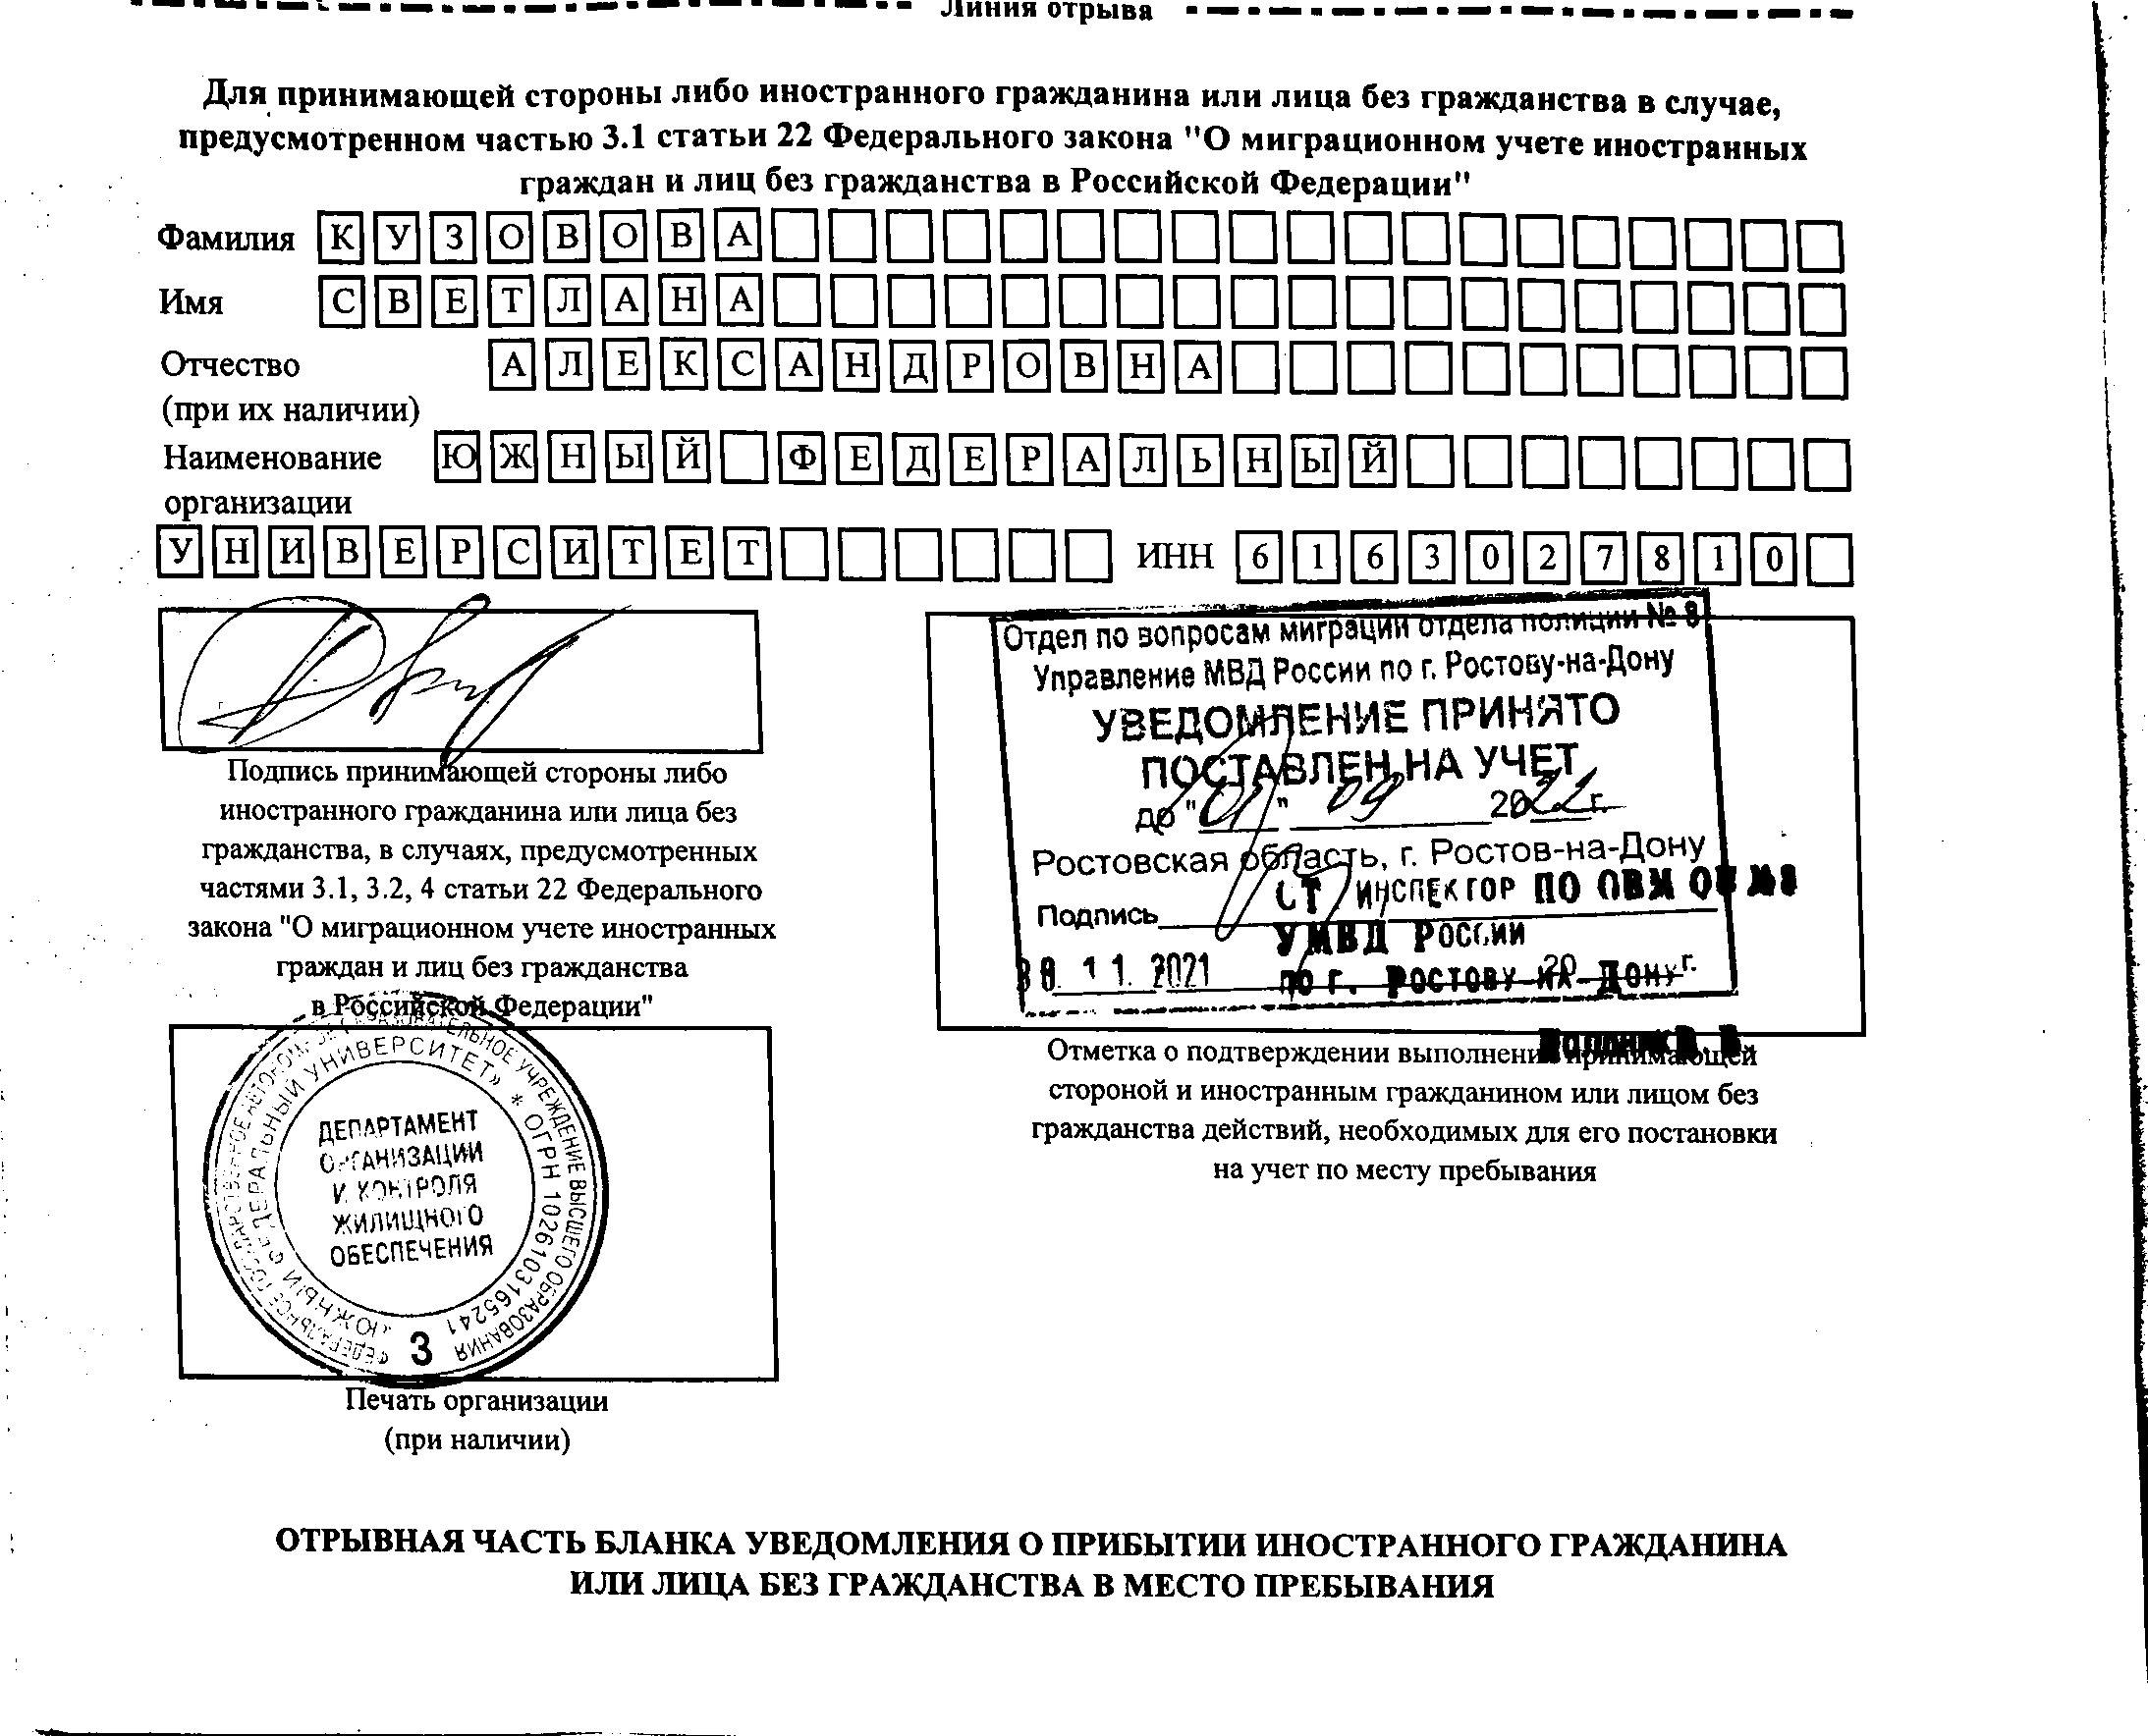 Линия отрыва
Для принимающей стороны либо иностранного гражданина или лица без гражданства в случае,
предусмотренном частью 3.1 статьи 22 Федерального закона "О миграционном учете иностранных
граждан и лиц без гражданства в Российской Федерации"
Фамилия КУЗОВОВА
Имя СВЕТЛАНА
Отчество АЛЕКСАНДРОВНА
(при их наличии)
Наименование ЮЖНЫЙ ФЕДЕРАЛЬНЫЙ
организации
УНИВЕРСИТЕТ ИНН 6163027810
Отдел по вопросам миграции отдела полиции № 8
Управление МВД России по г. Ростову-на-Дону
УВЕДОМЛЕНИЕ ПРИНЯТО
ПОСТАВЛЕН НА УЧЕТ
до "01" 09 2022 г.
Ростовская область, г. Ростов-на-Дону
СТ ИНСПЕКТОР ПО ОВМ ОП №8
Подпись
УМВД РОССИИ
11. 2021 20 г.
ПО Г. РОСТОВУ-НА-ДОНУ
Подпись принимающей стороны либо
иностранного гражданина или лица без
гражданства, в случаях, предусмотренных
частями 3.1, 3.2, 4 статьи 22 Федерального
закона "О миграционном учете иностранных
граждан и лиц без гражданства
в Российской Федерации"
Отметка о подтверждении выполнения принимающей
стороной и иностранным гражданином или лицом без
гражданства действий, необходимых для его постановки
на учет по месту пребывания
ФЕДЕРАЛЬНОЕ ГОСУДАРСТВЕННОЕ АВТОНОМНОЕ ОБРАЗОВАТЕЛЬНОЕ УЧРЕЖДЕНИЕ ВЫСШЕГО ОБРАЗОВАНИЯ
«ЮЖНЫЙ ФЕДЕРАЛЬНЫЙ УНИВЕРСИТЕТ» * ОГРН 1026103165241
ДЕПАРТАМЕНТ
ОРГАНИЗАЦИИ
И КОНТРОЛЯ
ЖИЛИЩНОГО
ОБЕСПЕЧЕНИЯ
3
Печать организации
(при наличии)
ОТРЫВНАЯ ЧАСТЬ БЛАНКА УВЕДОМЛЕНИЯ О ПРИБЫТИИ ИНОСТРАННОГО ГРАЖДАНИНА
ИЛИ ЛИЦА БЕЗ ГРАЖДАНСТВА В МЕСТО ПРЕБЫВАНИЯ